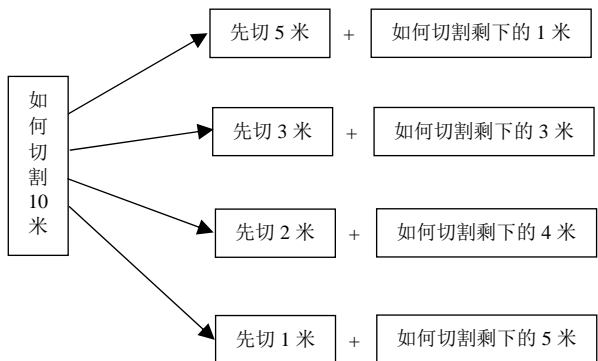 先切 5 米 + 如何切割剩下的 1 米
如
何
切
割
10
米
先切 3 米 + 如何切割剩下的 3 米
先切 2 米 + 如何切割剩下的 4 米
先切 1 米 + 如何切割剩下的 5 米